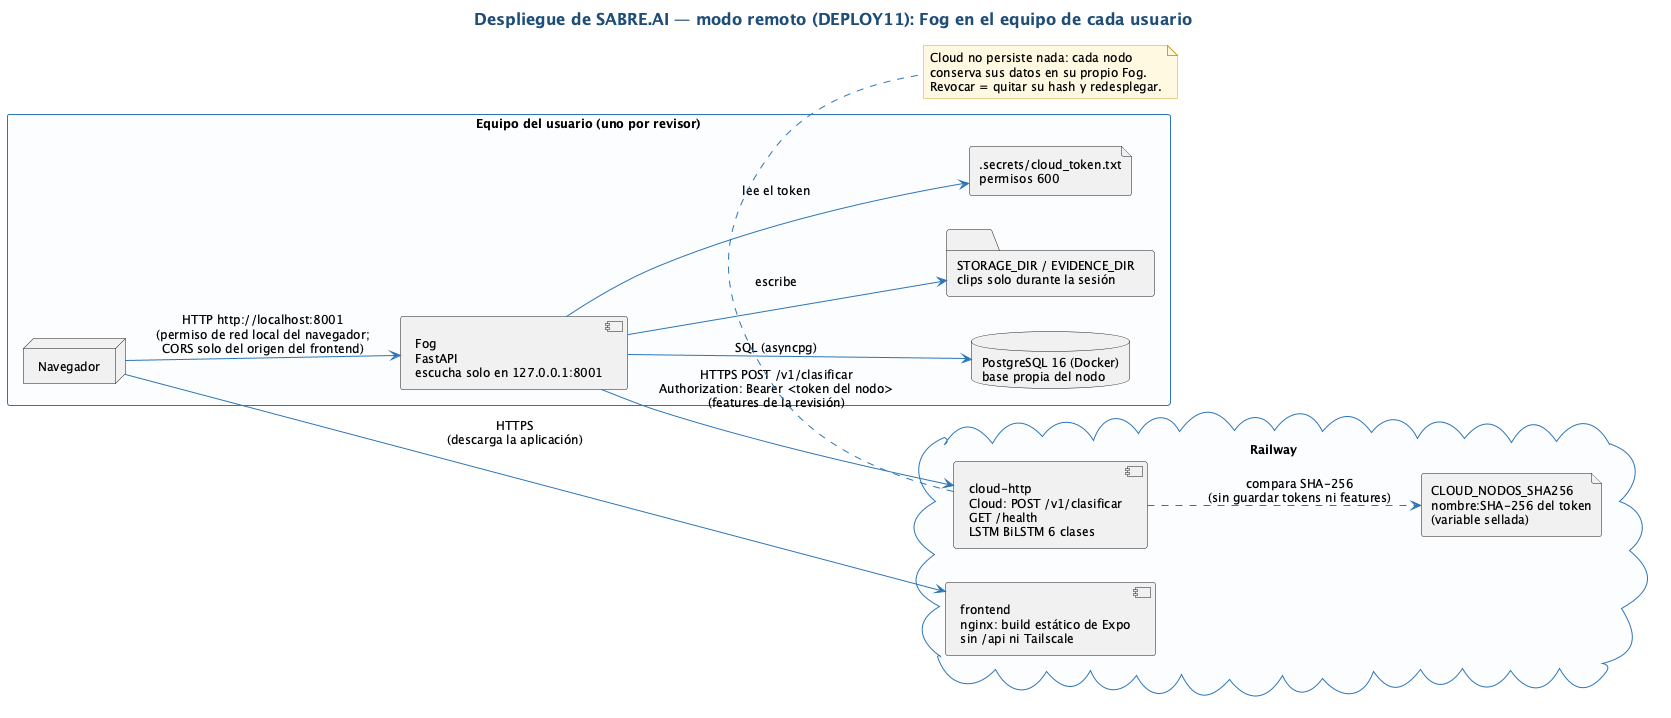 Despliegue de SABRE.AI — modo remoto (DEPLOY11): Fog en el equipo de cada usuario
Cloud no persiste nada: cada nodo
conserva sus datos en su propio Fog.
Revocar = quitar su hash y redesplegar.
Equipo del usuario (uno por revisor)
.secrets/cloud_token.txt
permisos 600
lee el token
STORAGE_DIR / EVIDENCE_DIR
clips solo durante la sesión
escribe
HTTP http://localhost:8001
(permiso de red local del navegador;
CORS solo del origen del frontend)
Navegador
Fog
FastAPI
escucha solo en 127.0.0.1:8001
SQL (asyncpg)
PostgreSQL 16 (Docker)
base propia del nodo
HTTPS POST /v1/clasificar
Authorization: Bearer <token del nodo>
(features de la revisión)
HTTPS
(descarga la aplicación)
Railway
cloud-http
Cloud: POST /v1/clasificar
GET /health
LSTM BiLSTM 6 clases
compara SHA-256
(sin guardar tokens ni features)
CLOUD_NODOS_SHA256
nombre:SHA-256 del token
(variable sellada)
frontend
nginx: build estático de Expo
sin /api ni Tailscale